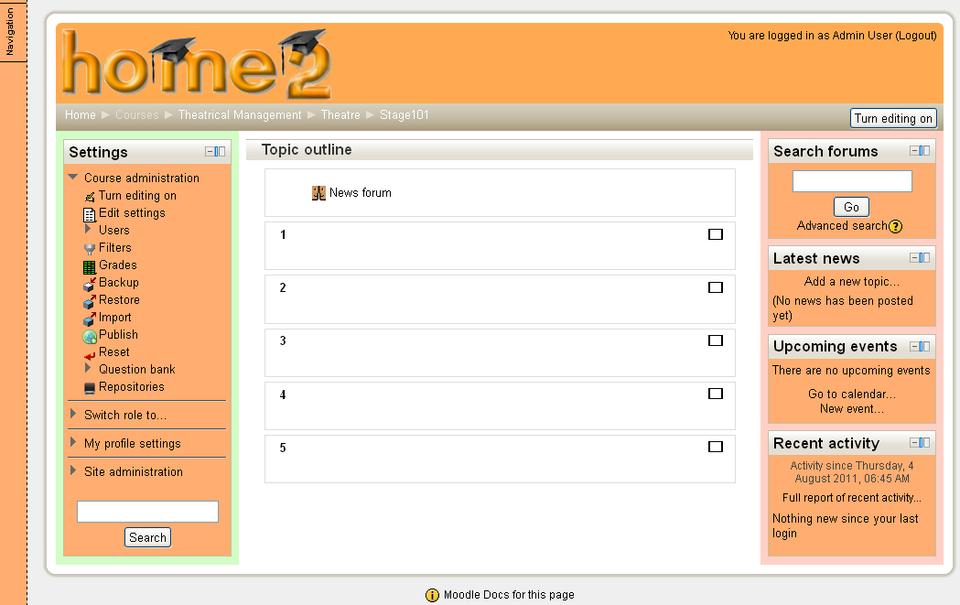 Navigation
home2
You are logged in as Admin User (Logout)
Home ► Courses ► Theatrical Management ► Theatre ► Stage101
Turn editing on
Settings
Course administration
Turn editing on
Edit settings
Users
Filters
Grades
Backup
Restore
Import
Publish
Reset
Question bank
Repositories
Switch role to...
My profile settings
Site administration
Search
Topic outline
News forum
1
2
3
4
5
Search forums
Go
Advanced search
Latest news
Add a new topic...
(No news has been posted
yet)
Upcoming events
There are no upcoming events
Go to calendar...
New event...
Recent activity
Activity since Thursday, 4
August 2011, 06:45 AM
Full report of recent activity...
Nothing new since your last
login
Moodle Docs for this page